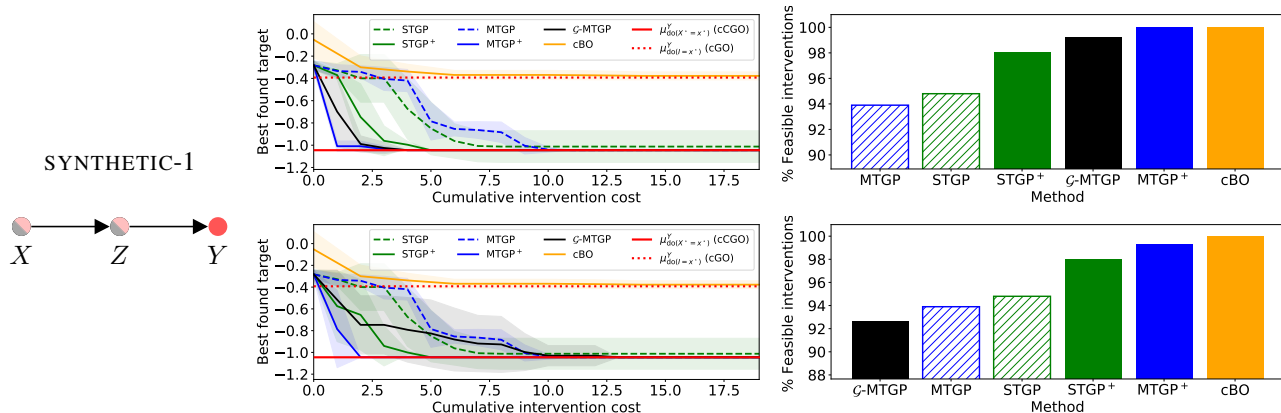 SYNTHETIC-1
X Z Y
Best found target
0.0
−0.2
−0.4
−0.6
−0.8
−1.0
−1.2
STGP MTGP 𝒢-MTGP μ^Y_do(X*=x*) (cCGO)
STGP⁺ MTGP⁺ cBO μ^Y_do(I=x*) (cGO)
0.0 2.5 5.0 7.5 10.0 12.5 15.0 17.5
Cumulative intervention cost
% Feasible interventions
100
98
96
94
92
90
MTGP STGP STGP⁺ 𝒢-MTGP MTGP⁺ cBO
Method
Best found target
0.0
−0.2
−0.4
−0.6
−0.8
−1.0
−1.2
STGP MTGP 𝒢-MTGP μ^Y_do(X*=x*) (cCGO)
STGP⁺ MTGP⁺ cBO μ^Y_do(I=x*) (cGO)
0.0 2.5 5.0 7.5 10.0 12.5 15.0 17.5
Cumulative intervention cost
% Feasible interventions
100
98
96
94
92
90
88
𝒢-MTGP MTGP STGP STGP⁺ MTGP⁺ cBO
Method